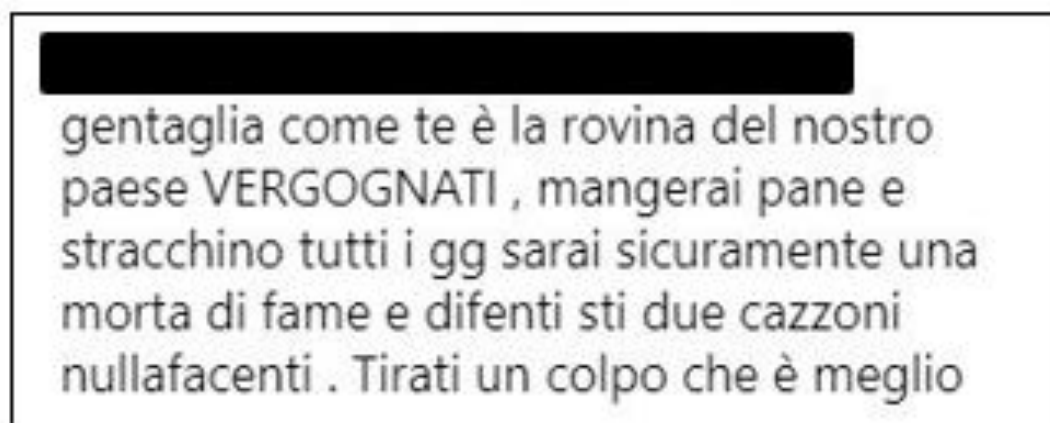 gentaglia come te è la rovina del nostro
paese VERGOGNATI , mangerai pane e
stracchino tutti i gg sarai sicuramente una
morta di fame e difenti sti due cazzoni
nullafacenti . Tirati un colpo che è meglio